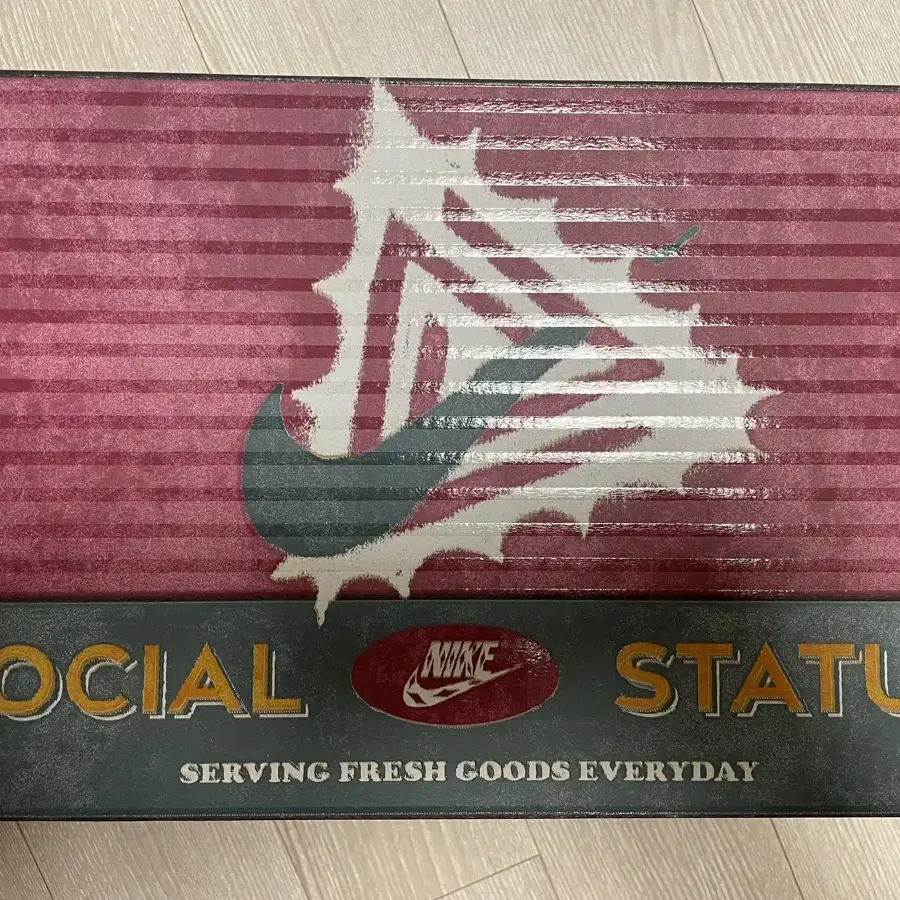 OCIAL NIKE STATU
SERVING FRESH GOODS EVERYDAY